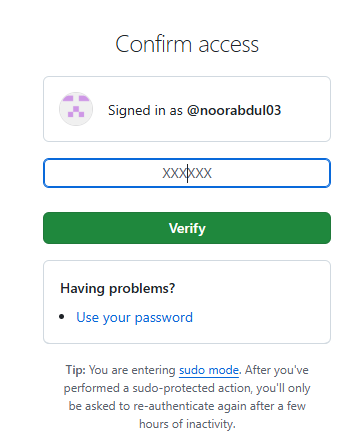 Confirm access
Signed in as @noorabdul03
XXXXXX
Verify
Having problems?
• Use your password
Tip: You are entering sudo mode. After you've
performed a sudo-protected action, you'll only
be asked to re-authenticate again after a few
hours of inactivity.